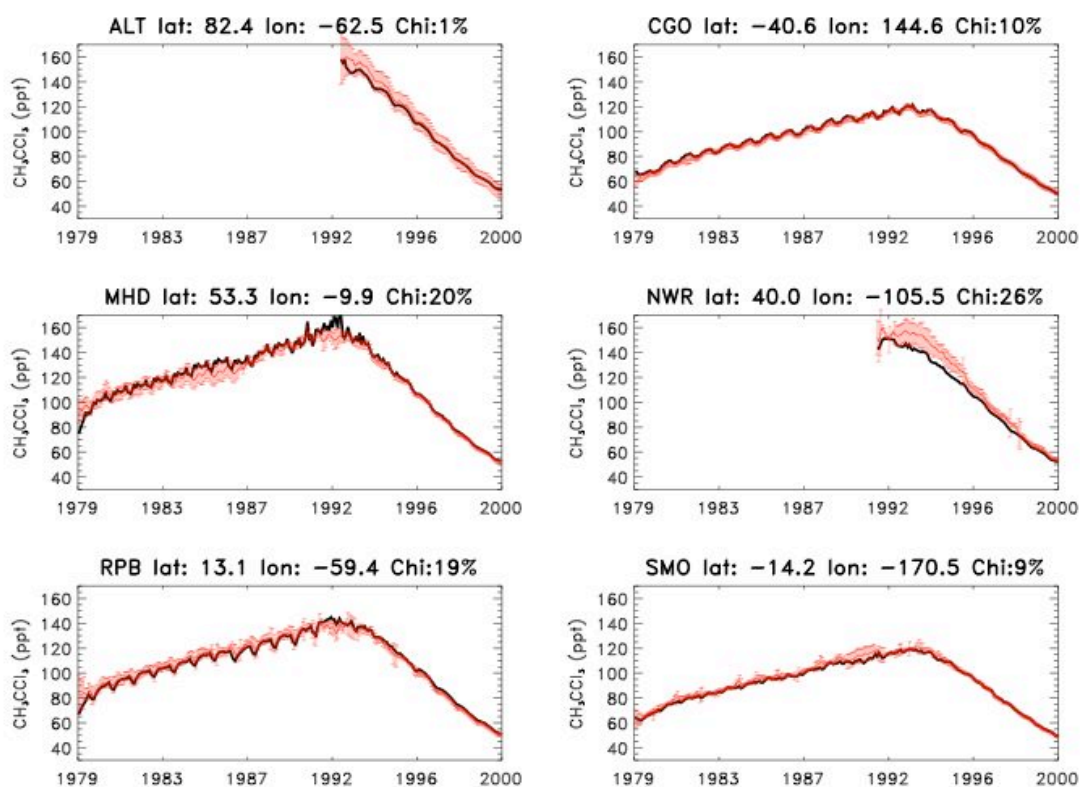 ALT lat: 82.4 lon: −62.5 Chi:1%
CH₃CCl₃ (ppt)
160
140
120
100
80
60
40
1979 1983 1987 1992 1996 2000
CGO lat: −40.6 lon: 144.6 Chi:10%
CH₃CCl₃ (ppt)
160
140
120
100
80
60
40
1979 1983 1987 1992 1996 2000
MHD lat: 53.3 lon: −9.9 Chi:20%
CH₃CCl₃ (ppt)
160
140
120
100
80
60
40
1979 1983 1987 1992 1996 2000
NWR lat: 40.0 lon: −105.5 Chi:26%
CH₃CCl₃ (ppt)
160
140
120
100
80
60
40
1979 1983 1987 1992 1996 2000
RPB lat: 13.1 lon: −59.4 Chi:19%
CH₃CCl₃ (ppt)
160
140
120
100
80
60
40
1979 1983 1987 1992 1996 2000
SMO lat: −14.2 lon: −170.5 Chi:9%
CH₃CCl₃ (ppt)
160
140
120
100
80
60
40
1979 1983 1987 1992 1996 2000